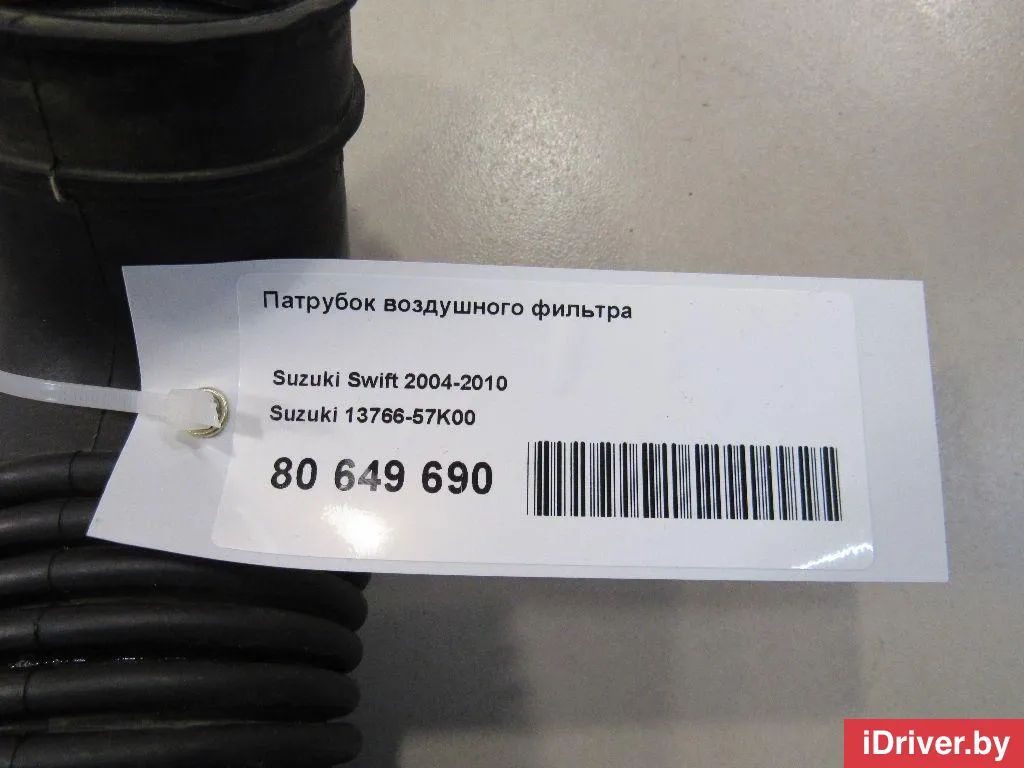 Патрубок воздушного фильтра
Suzuki Swift 2004-2010
Suzuki 13766-57K00
80 649 690
iDriver.by